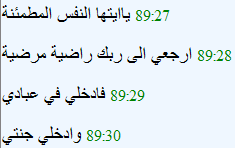 89:27 ياايتها النفس المطمئنة
89:28 ارجعي الى ربك راضية مرضية
89:29 فادخلي في عبادي
89:30 وادخلي جنتي